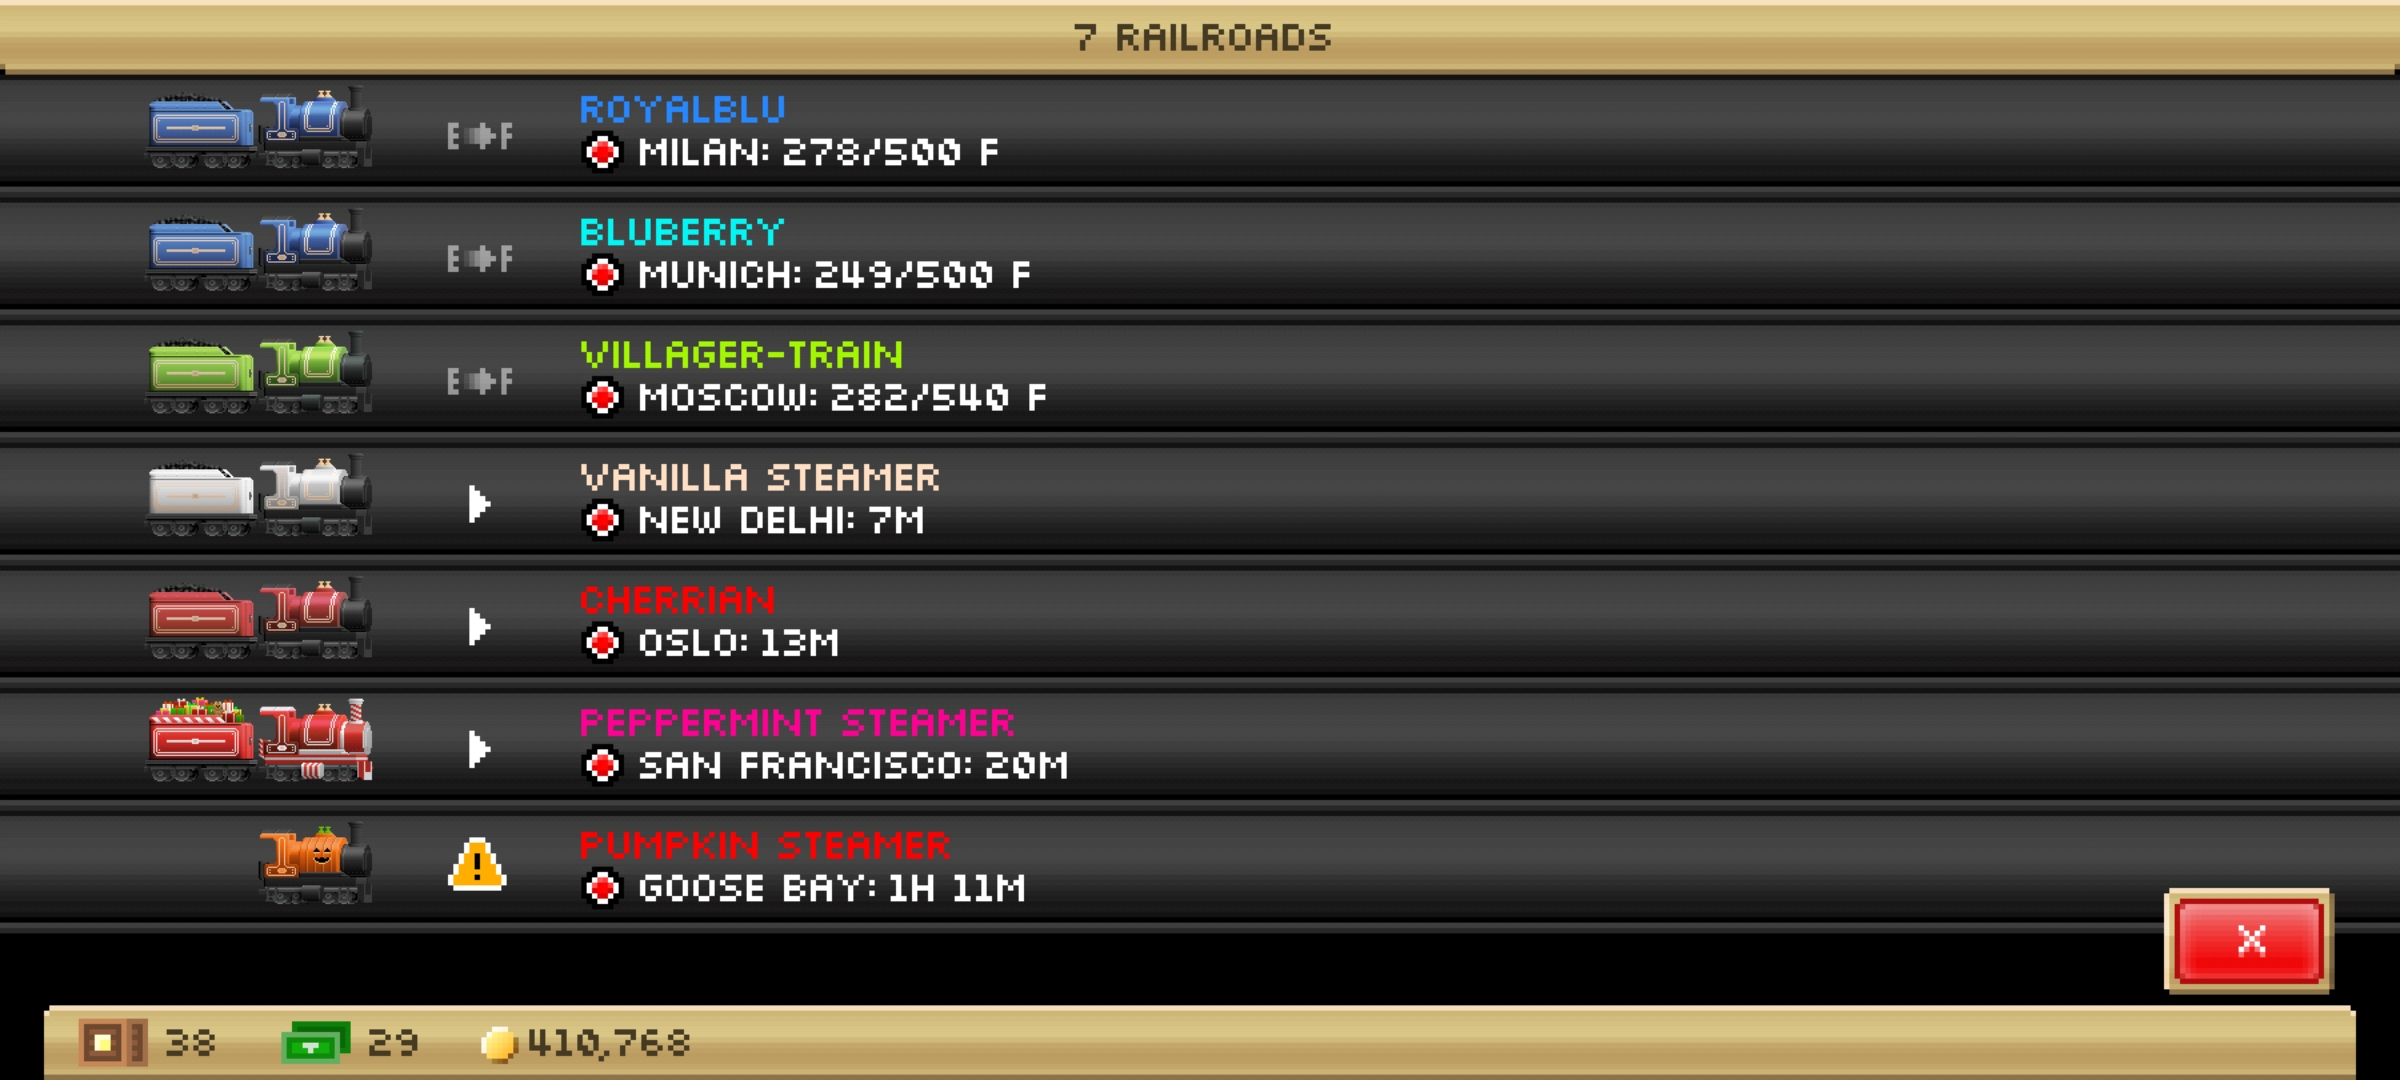 7 RAILROADS
ROYALBLU
E F
MILAN: 278/500 F
BLUBERRY
E F
MUNICH: 249/500 F
VILLAGER-TRAIN
E F
MOSCOW: 282/540 F
VANILLA STEAMER
NEW DELHI: 7M
CHERRIAN
OSLO: 13M
PEPPERMINT STEAMER
SAN FRANCISCO: 20M
PUMPKIN STEAMER
!
GOOSE BAY: 1H 11M
X
38 29 410,768